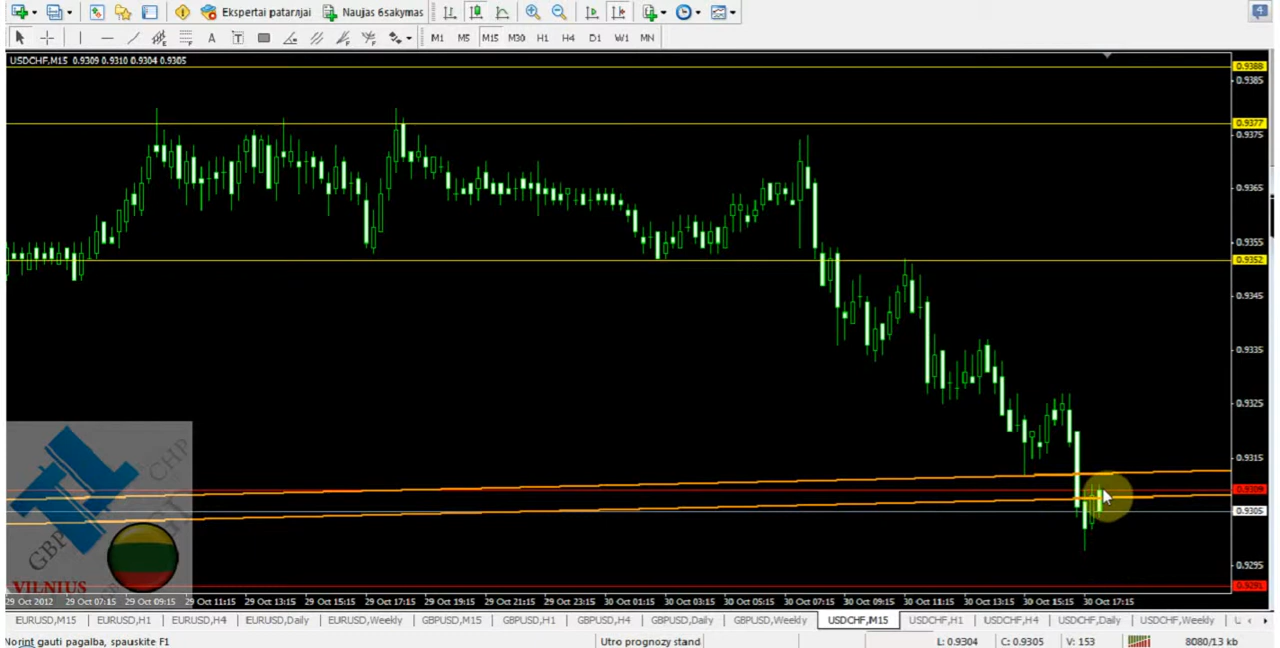 Ekspertai patarnjai Naujas 6sakymas 4
A T F F M1 M5 M15 M30 H1 H4 D1 W1 MN
USDCHF,M15 0.9309 0.9310 0.9304 0.9305
0.9388
0.9385
0.9377
0.9375
0.9365
0.9355
0.9352
0.9345
0.9335
0.9325
0.9315
0.9309
0.9305
0.9295
0.9291
CHP
GBP
VILNIUS
29 Oct 2012 29 Oct 07:15 29 Oct 09:15 29 Oct 11:15 29 Oct 13:15 29 Oct 15:15 29 Oct 17:15 29 Oct 19:15 29 Oct 21:15 29 Oct 23:15 30 Oct 01:15 30 Oct 03:15 30 Oct 05:15 30 Oct 07:15 30 Oct 09:15 30 Oct 11:15 30 Oct 13:15 30 Oct 15:15 30 Oct 17:15
EURUSD,M15 EURUSD,H1 EURUSD,H4 EURUSD,Daily EURUSD,Weekly GBPUSD,M15 GBPUSD,H1 GBPUSD,H4 GBPUSD,Daily GBPUSD,Weekly USDCHF,M15 USDCHF,H1 USDCHF,H4 USDCHF,Daily USDCHF,Weekly
Norint gauti pagalba, spauskite F1 Utro prognozy stand L: 0.9304 C: 0.9305 V: 153 8080/13 kb